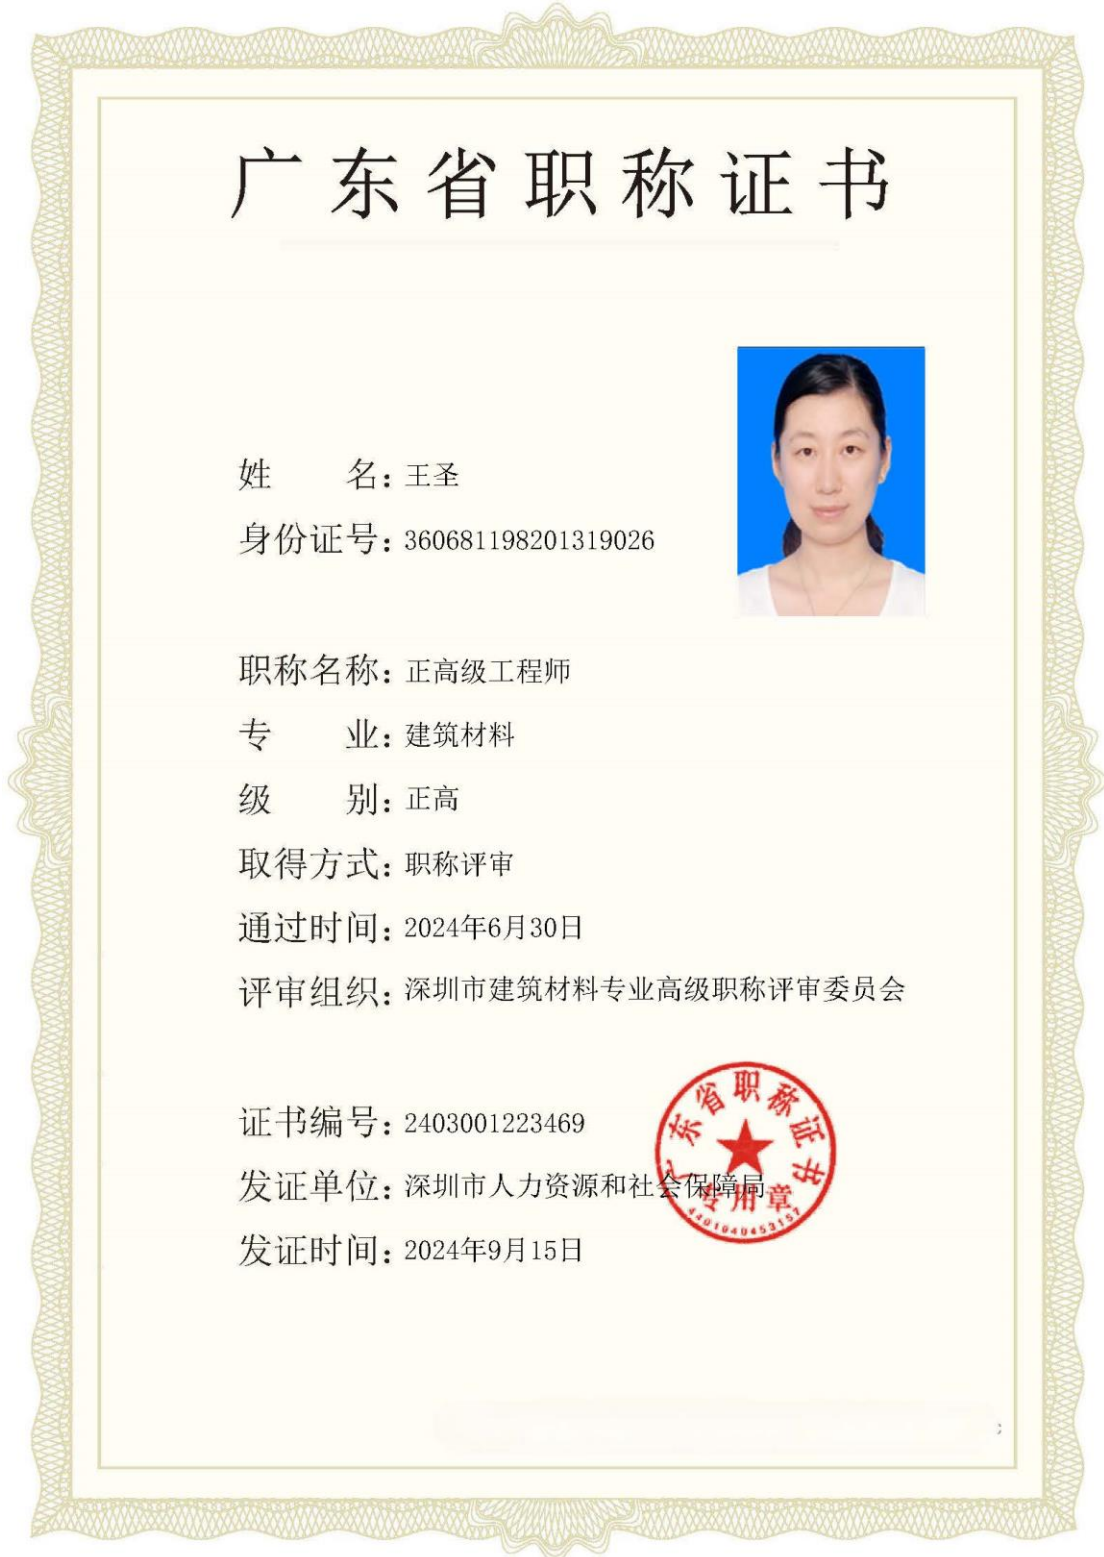 广东省职称证书
姓 名：王圣
身份证号：360681198201319026
职称名称：正高级工程师
专 业：建筑材料
级 别：正高
取得方式：职称评审
通过时间：2024年6月30日
评审组织：深圳市建筑材料专业高级职称评审委员会
证书编号：2403001223469
发证单位：深圳市人力资源和社会保障局
发证时间：2024年9月15日
广东省职称证书
专用章
4401040453157